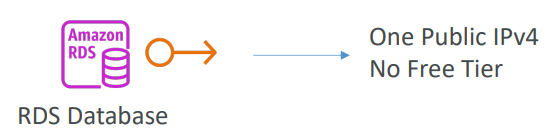 Amazon
RDS
RDS Database
One Public IPv4
No Free Tier